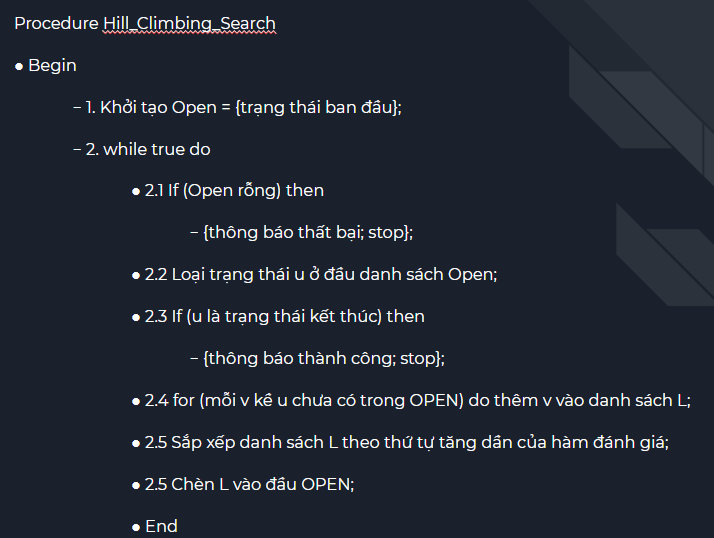 Procedure Hill_Climbing_Search
● Begin
– 1. Khởi tạo Open = {trạng thái ban đầu};
– 2. while true do
● 2.1 If (Open rỗng) then
– {thông báo thất bại; stop};
● 2.2 Loại trạng thái u ở đầu danh sách Open;
● 2.3 If (u là trạng thái kết thúc) then
– {thông báo thành công; stop};
● 2.4 for (mỗi v kề u chưa có trong OPEN) do thêm v vào danh sách L;
● 2.5 Sắp xếp danh sách L theo thứ tự tăng dần của hàm đánh giá;
● 2.5 Chèn L vào đầu OPEN;
● End